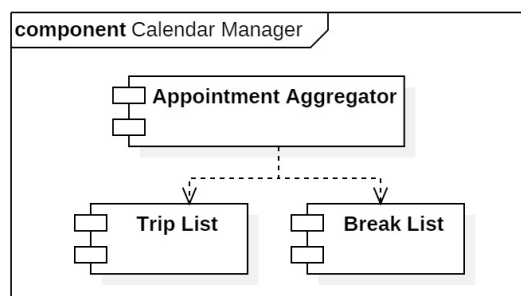 component Calendar Manager
Appointment Aggregator
Trip List
Break List